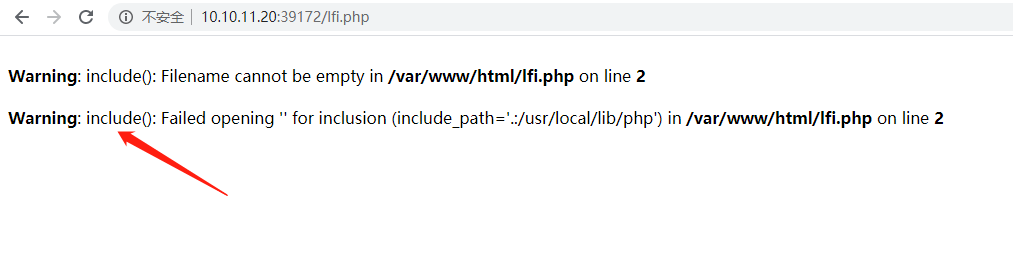 不安全 | 10.10.11.20:39172/lfi.php
Warning: include(): Filename cannot be empty in /var/www/html/lfi.php on line 2
Warning: include(): Failed opening '' for inclusion (include_path='.:/usr/local/lib/php') in /var/www/html/lfi.php on line 2